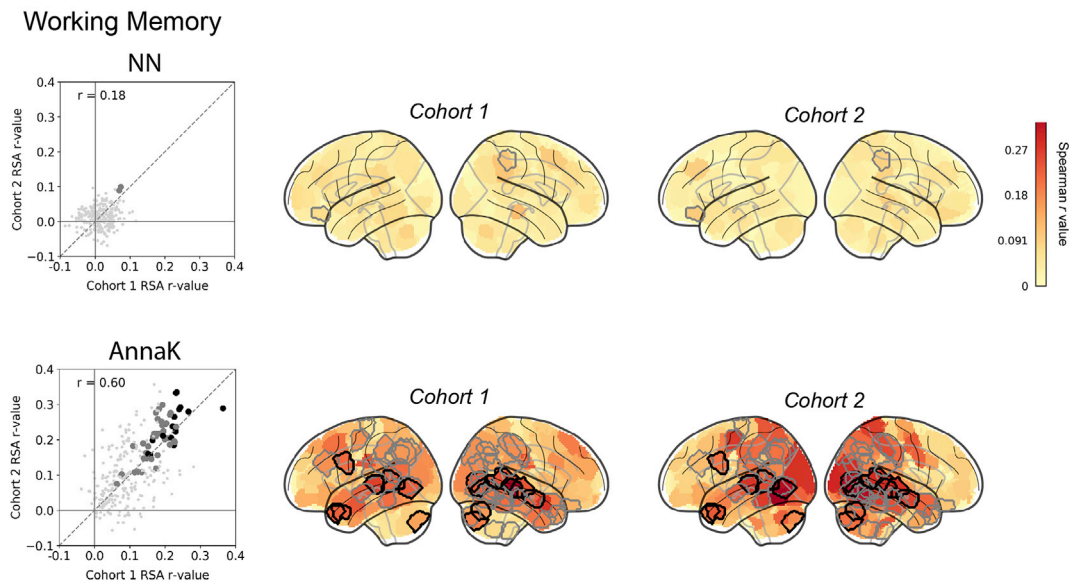 Working Memory
NN
0.4
0.3
0.2
0.1
0.0
−0.1
r = 0.18
-0.1 0.0 0.1 0.2 0.3 0.4
Cohort 1 RSA r-value
Cohort 2 RSA r-value
Cohort 1
Cohort 2
0.27
0.18
0.091
0
Spearman r value
AnnaK
0.4
0.3
0.2
0.1
0.0
−0.1
r = 0.60
-0.1 0.0 0.1 0.2 0.3 0.4
Cohort 1 RSA r-value
Cohort 2 RSA r-value
Cohort 1
Cohort 2